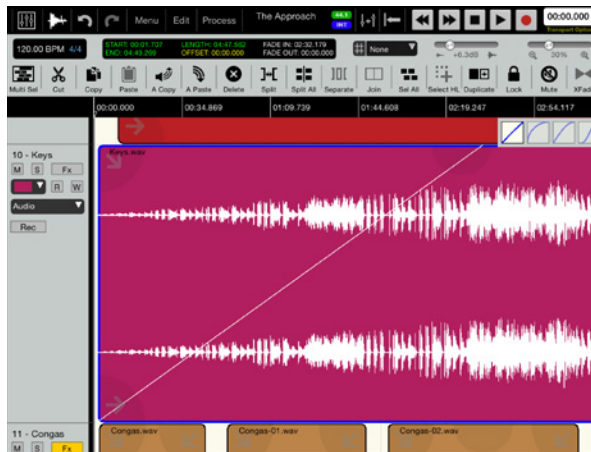 Menu Edit Process The Approach 44.1 INT 00:00.000
Transport Options
120.00 BPM 4/4 START: 00:01.737 LENGTH: 04:47.562 FADE IN: 02:32.179 None +6.3dB 30%
END: 04:49.299 OFFSET: 00:00.000 FADE OUT: 00:00.000
Multi Sel Cut Copy Paste A Copy A Paste Delete Split Split All Separate Join Sel All Select HL Duplicate Lock Mute XFade
00:00.000 00:34.869 01:09.739 01:44.608 02:19.247 02:54.117
10 - Keys Keys.wav
M S Fx
R W
Audio
Rec
11 - Congas Congas.wav Congas-01.wav Congas-02.wav
M S Fx